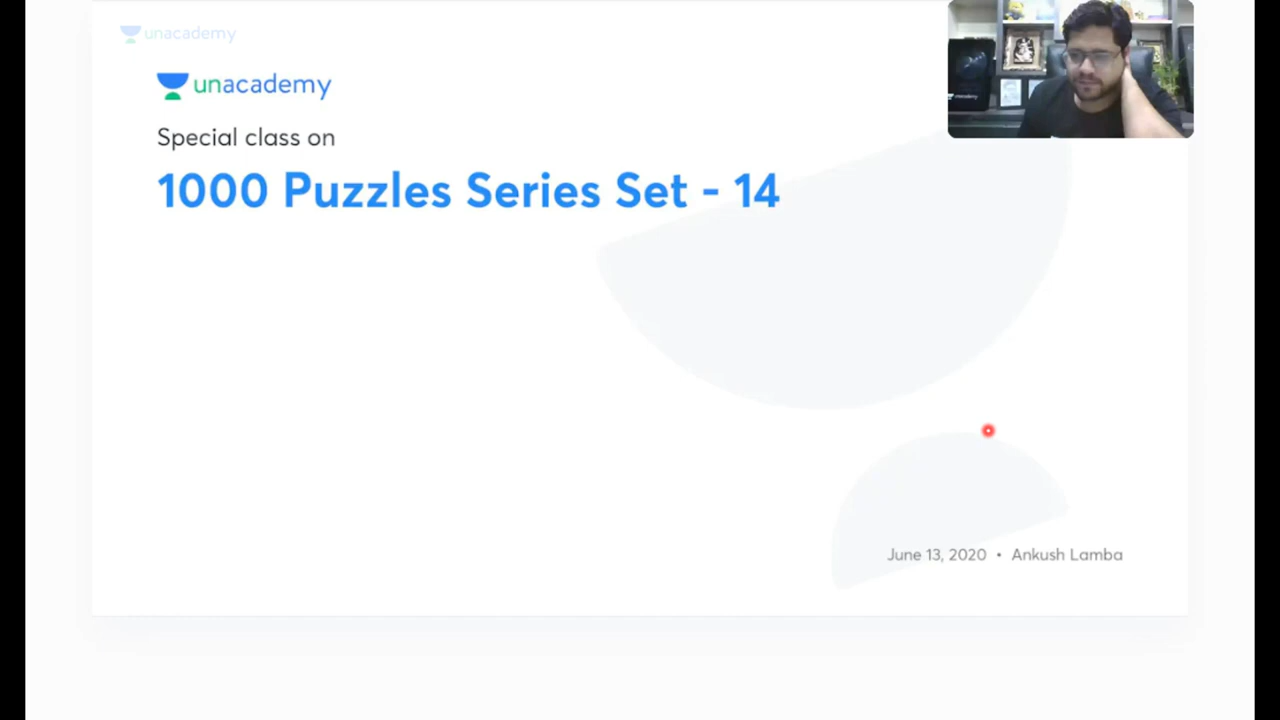 unacademy
unacademy
Special class on
1000 Puzzles Series Set - 14
June 13, 2020 • Ankush Lamba